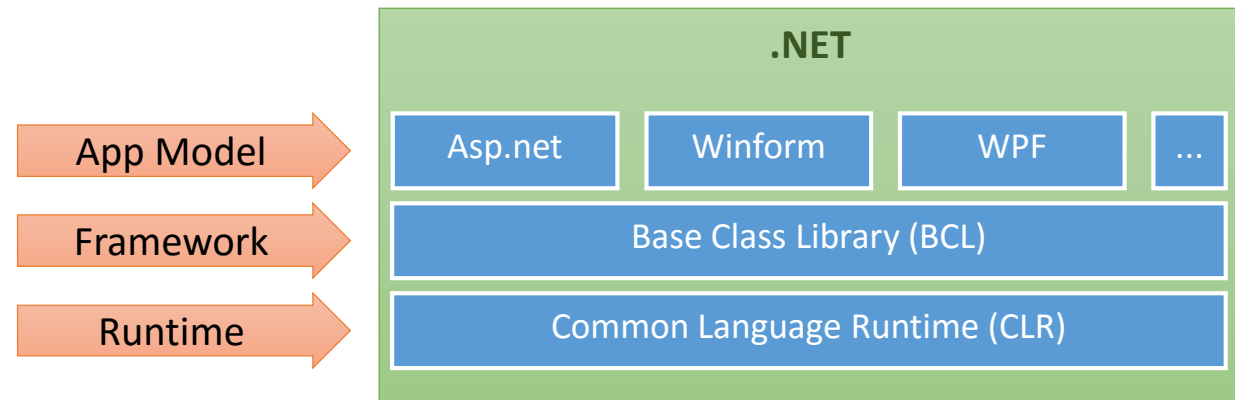 .NET
App Model
Asp.net
Winform
WPF
...
Framework
Base Class Library (BCL)
Runtime
Common Language Runtime (CLR)